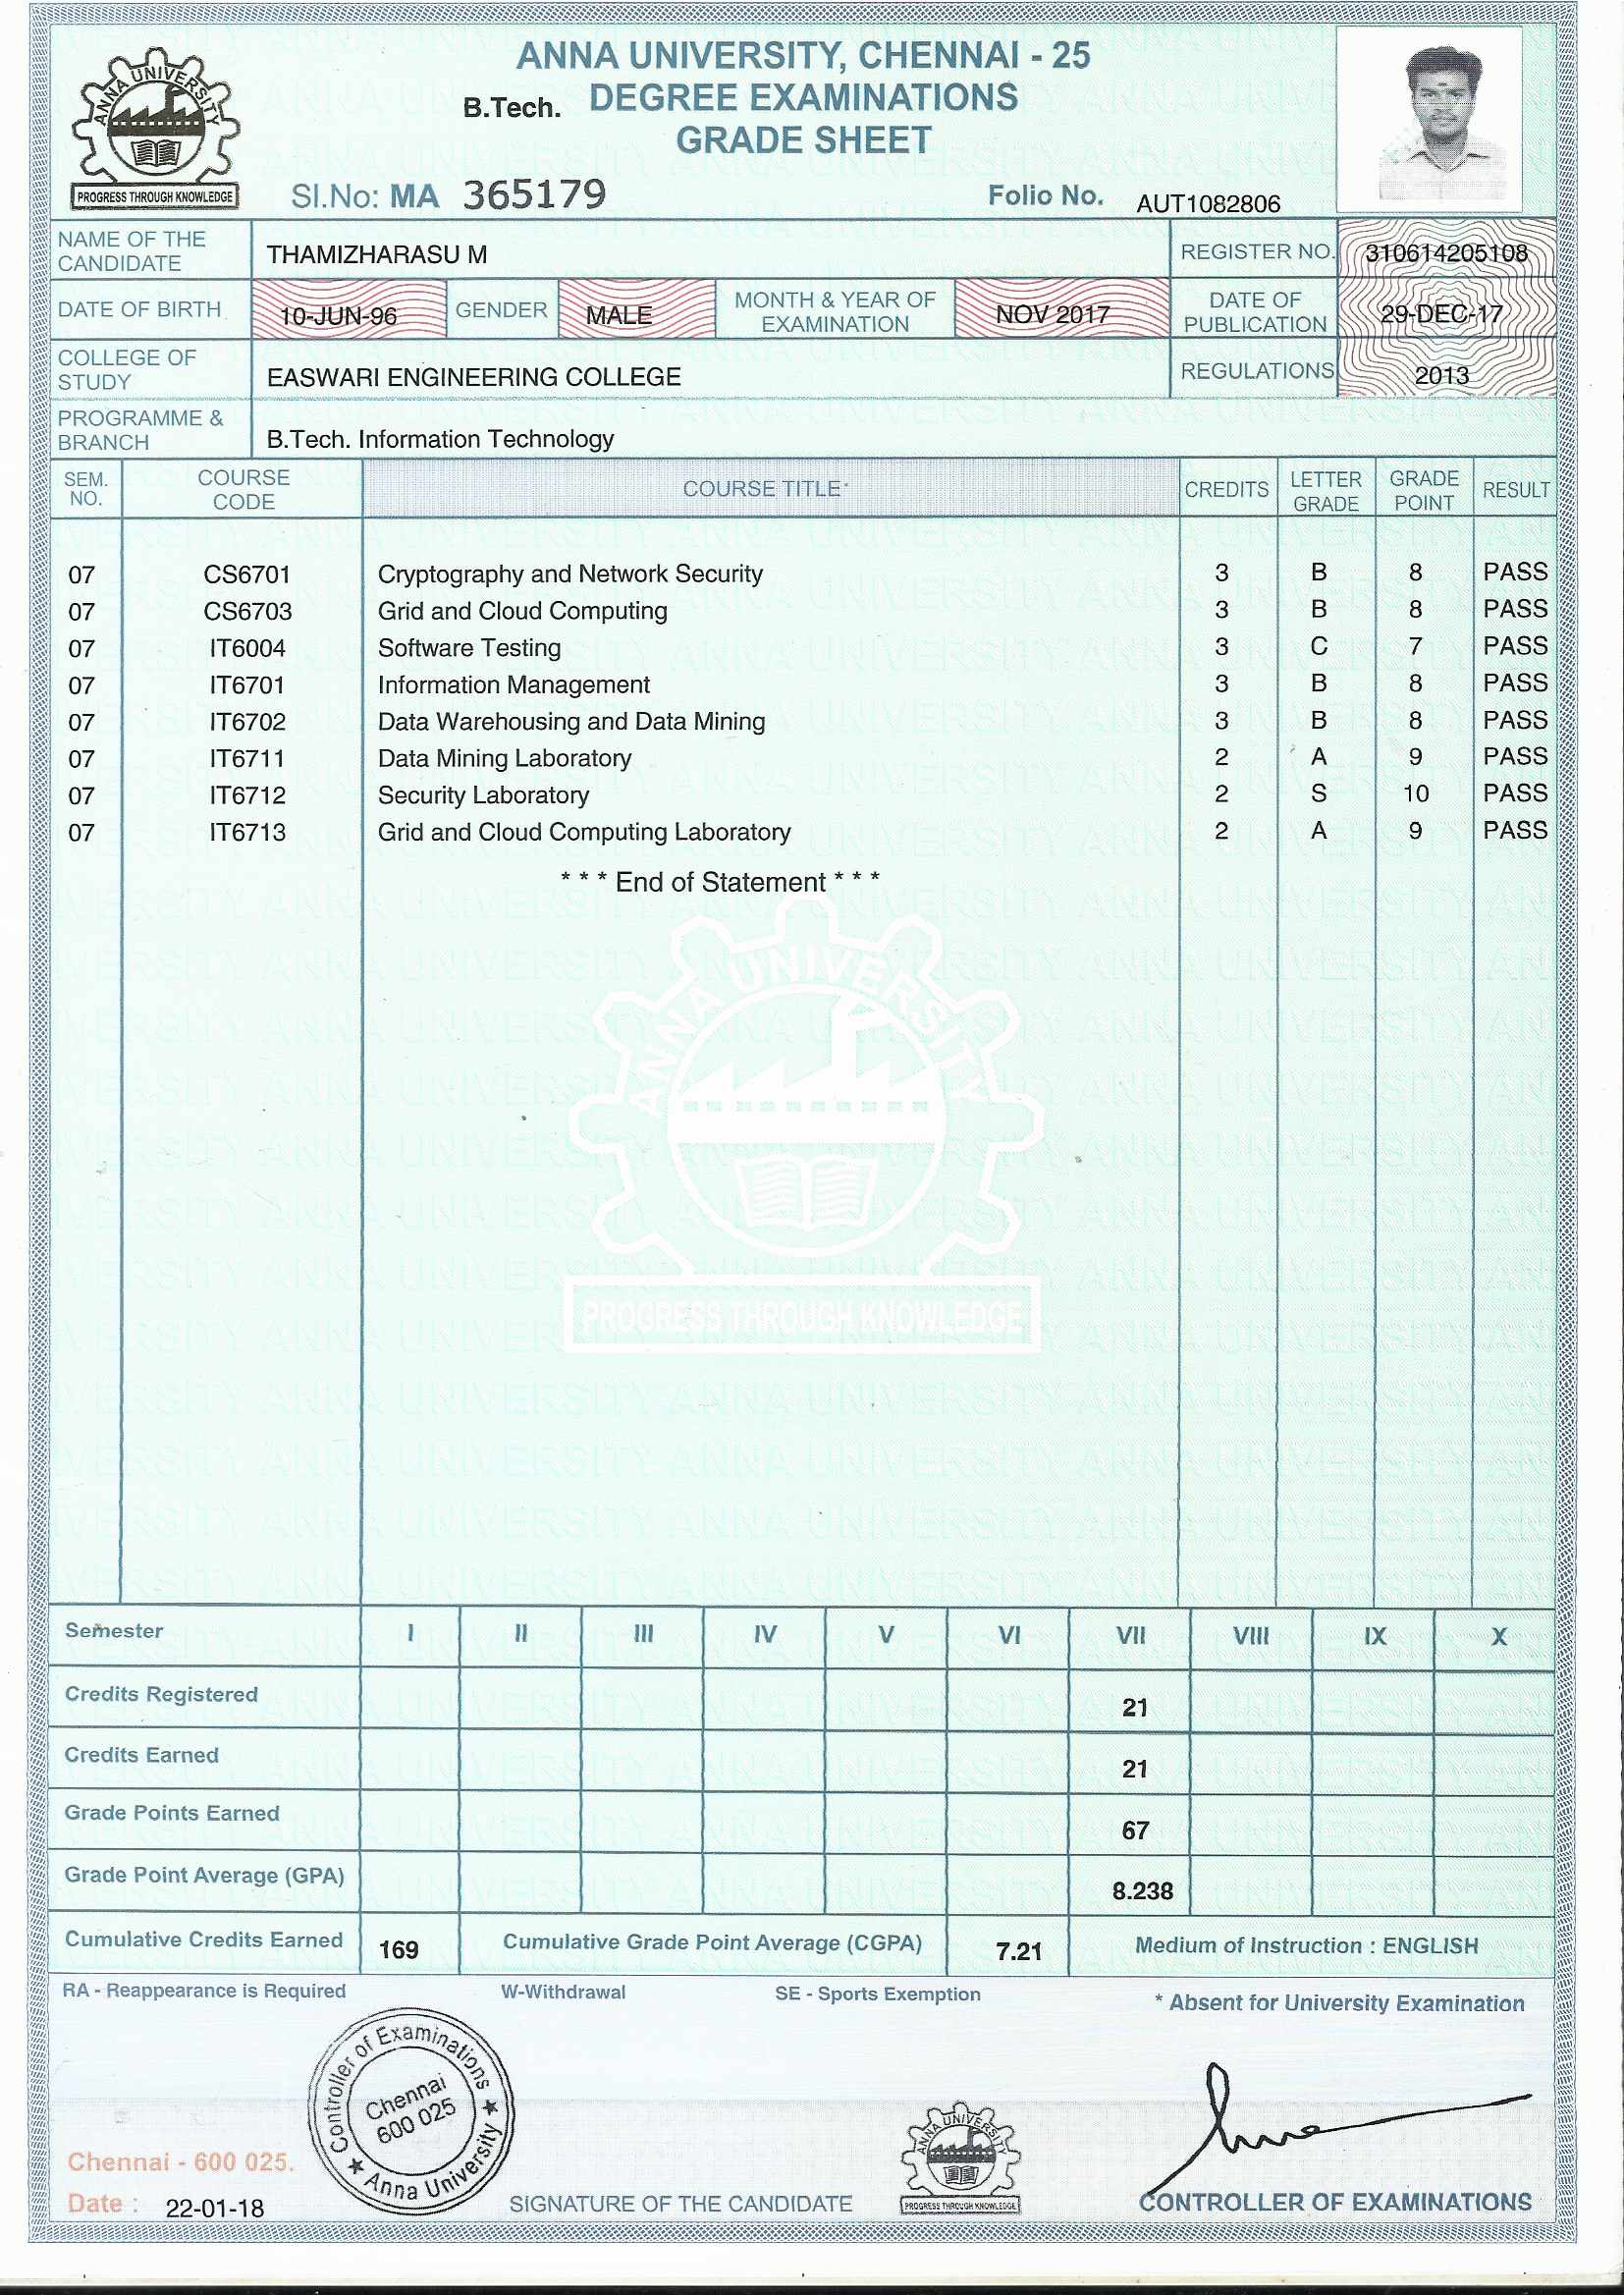 ANNA UNIVERSITY
PROGRESS THROUGH KNOWLEDGE
ANNA UNIVERSITY, CHENNAI - 25
B.Tech. DEGREE EXAMINATIONS
GRADE SHEET
Sl.No: MA 365179
Folio No. AUT1082806
NAME OF THE CANDIDATE THAMIZHARASU M REGISTER NO. 310614205108
DATE OF BIRTH 10-JUN-96 GENDER MALE MONTH & YEAR OF EXAMINATION NOV 2017 DATE OF PUBLICATION 29-DEC-17
COLLEGE OF STUDY EASWARI ENGINEERING COLLEGE REGULATIONS 2013
PROGRAMME & BRANCH B.Tech. Information Technology
SEM. NO. COURSE CODE COURSE TITLE CREDITS LETTER GRADE GRADE POINT RESULT
07 CS6701 Cryptography and Network Security 3 B 8 PASS
07 CS6703 Grid and Cloud Computing 3 B 8 PASS
07 IT6004 Software Testing 3 C 7 PASS
07 IT6701 Information Management 3 B 8 PASS
07 IT6702 Data Warehousing and Data Mining 3 B 8 PASS
07 IT6711 Data Mining Laboratory 2 A 9 PASS
07 IT6712 Security Laboratory 2 S 10 PASS
07 IT6713 Grid and Cloud Computing Laboratory 2 A 9 PASS
* * * End of Statement * * *
ANNA UNIVERSITY
PROGRESS THROUGH KNOWLEDGE
Semester I II III IV V VI VII VIII IX X
Credits Registered 21
Credits Earned 21
Grade Points Earned 67
Grade Point Average (GPA) 8.238
Cumulative Credits Earned 169 Cumulative Grade Point Average (CGPA) 7.21 Medium of Instruction : ENGLISH
RA - Reappearance is Required W-Withdrawal SE - Sports Exemption * Absent for University Examination
Controller of Examinations
Chennai
600 025
★ Anna University ★
Chennai - 600 025.
Date : 22-01-18
SIGNATURE OF THE CANDIDATE
ANNA UNIVERSITY
PROGRESS THROUGH KNOWLEDGE
CONTROLLER OF EXAMINATIONS